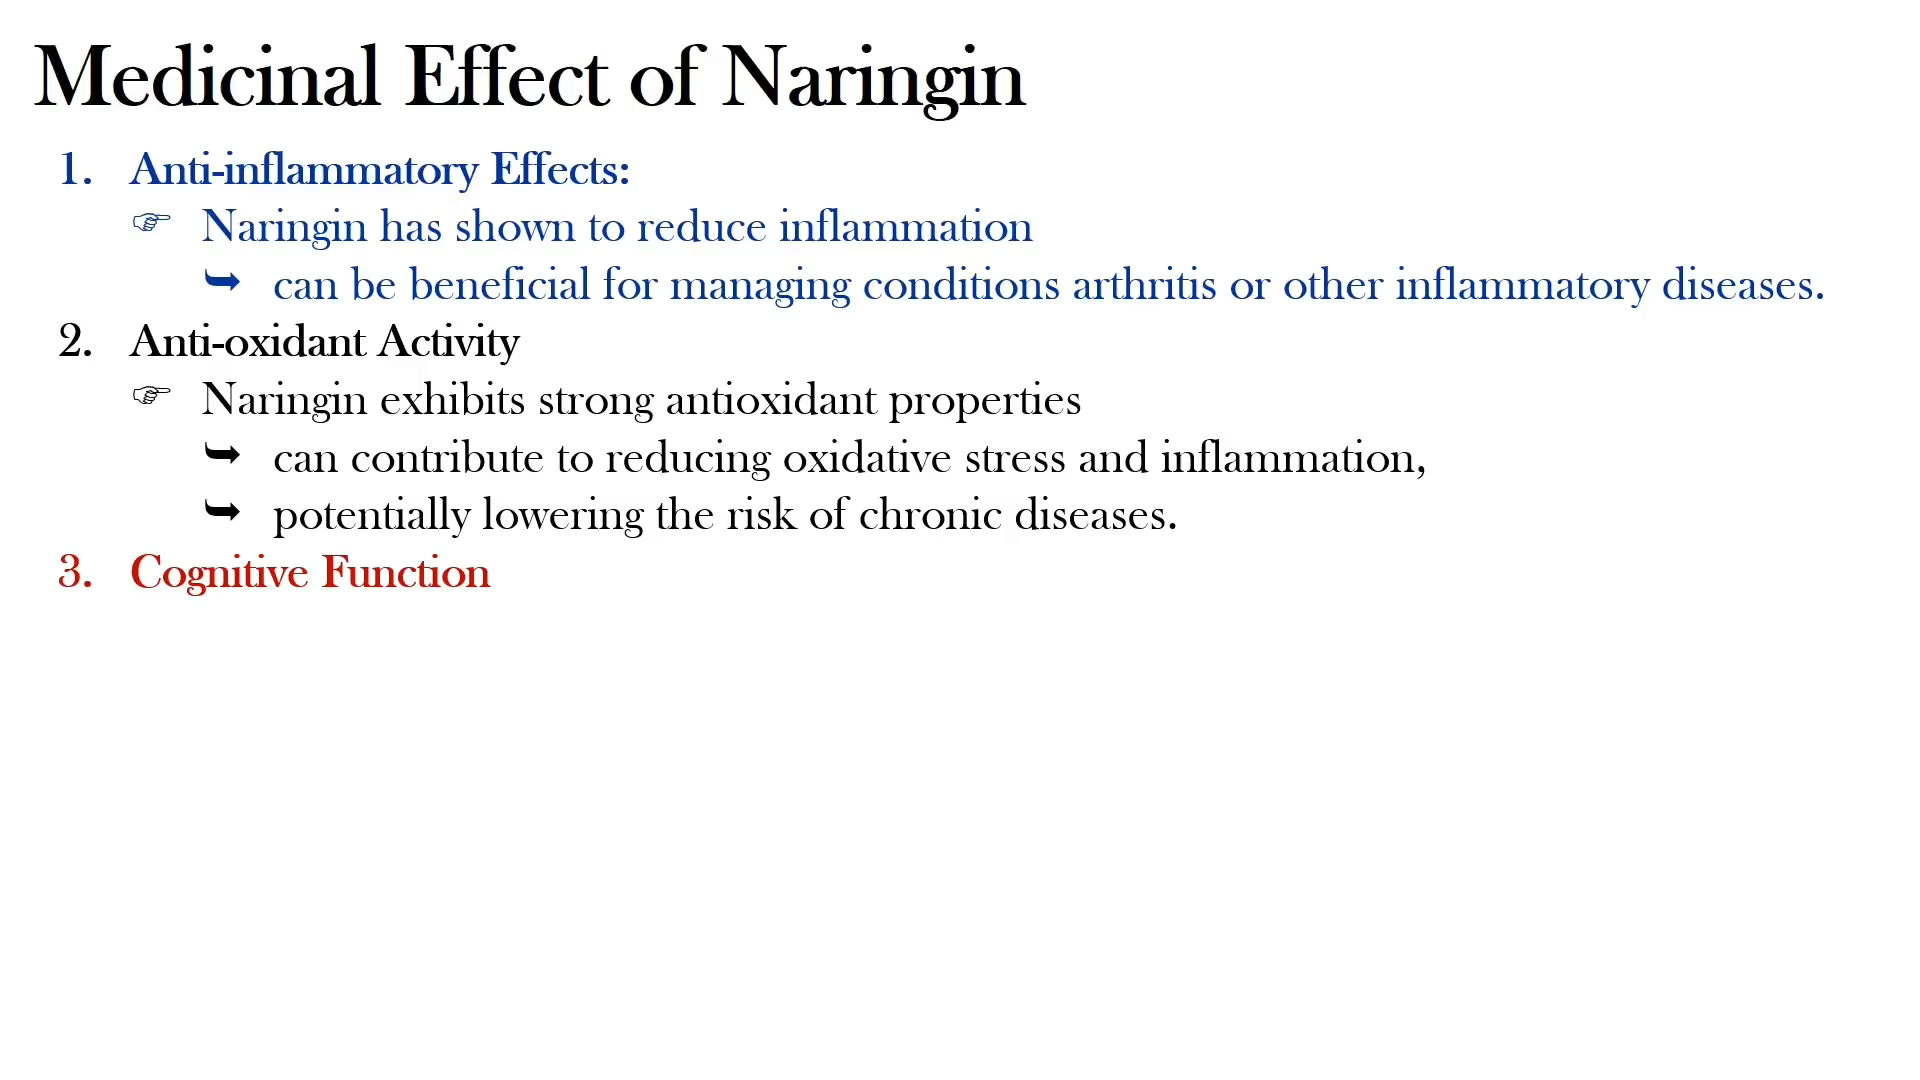 Medicinal Effect of Naringin
1. Anti-inflammatory Effects:
☞ Naringin has shown to reduce inflammation
➥ can be beneficial for managing conditions arthritis or other inflammatory diseases.
2. Anti-oxidant Activity
☞ Naringin exhibits strong antioxidant properties
➥ can contribute to reducing oxidative stress and inflammation,
➥ potentially lowering the risk of chronic diseases.
3. Cognitive Function